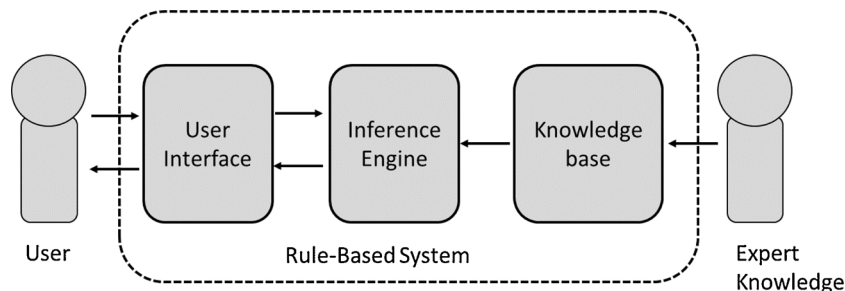 User
Interface
Inference
Engine
Knowledge
base
User
Rule-Based System
Expert
Knowledge